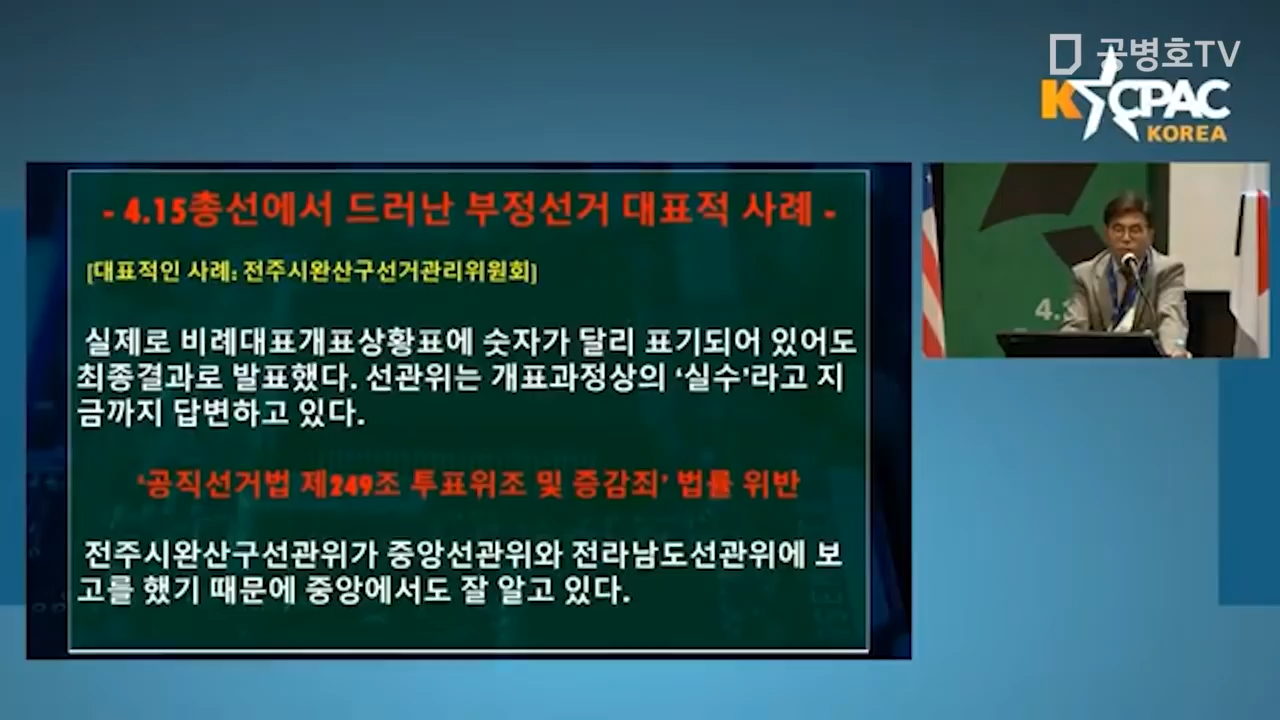 공병호TV
K CPAC
KOREA
- 4.15총선에서 드러난 부정선거 대표적 사례 -
[대표적인 사례: 전주시완산구선거관리위원회]
실제로 비례대표개표상황표에 숫자가 달리 표기되어 있어도
최종결과로 발표했다. 선관위는 개표과정상의 ‘실수’라고 지
금까지 답변하고 있다.
‘공직선거법 제249조 투표위조 및 증감죄’ 법률 위반
전주시완산구선관위가 중앙선관위와 전라남도선관위에 보
고를 했기 때문에 중앙에서도 잘 알고 있다.